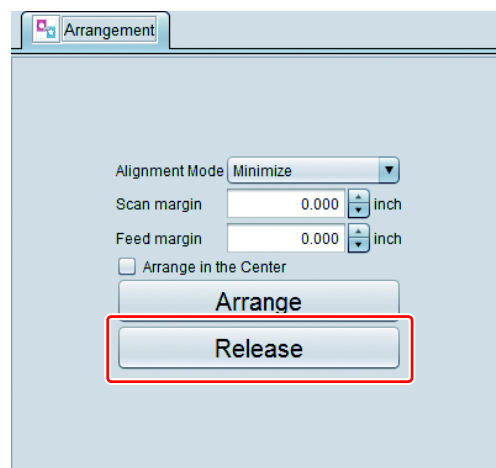 Arrangement
Alignment Mode Minimize
Scan margin 0.000 inch
Feed margin 0.000 inch
Arrange in the Center
Arrange
Release